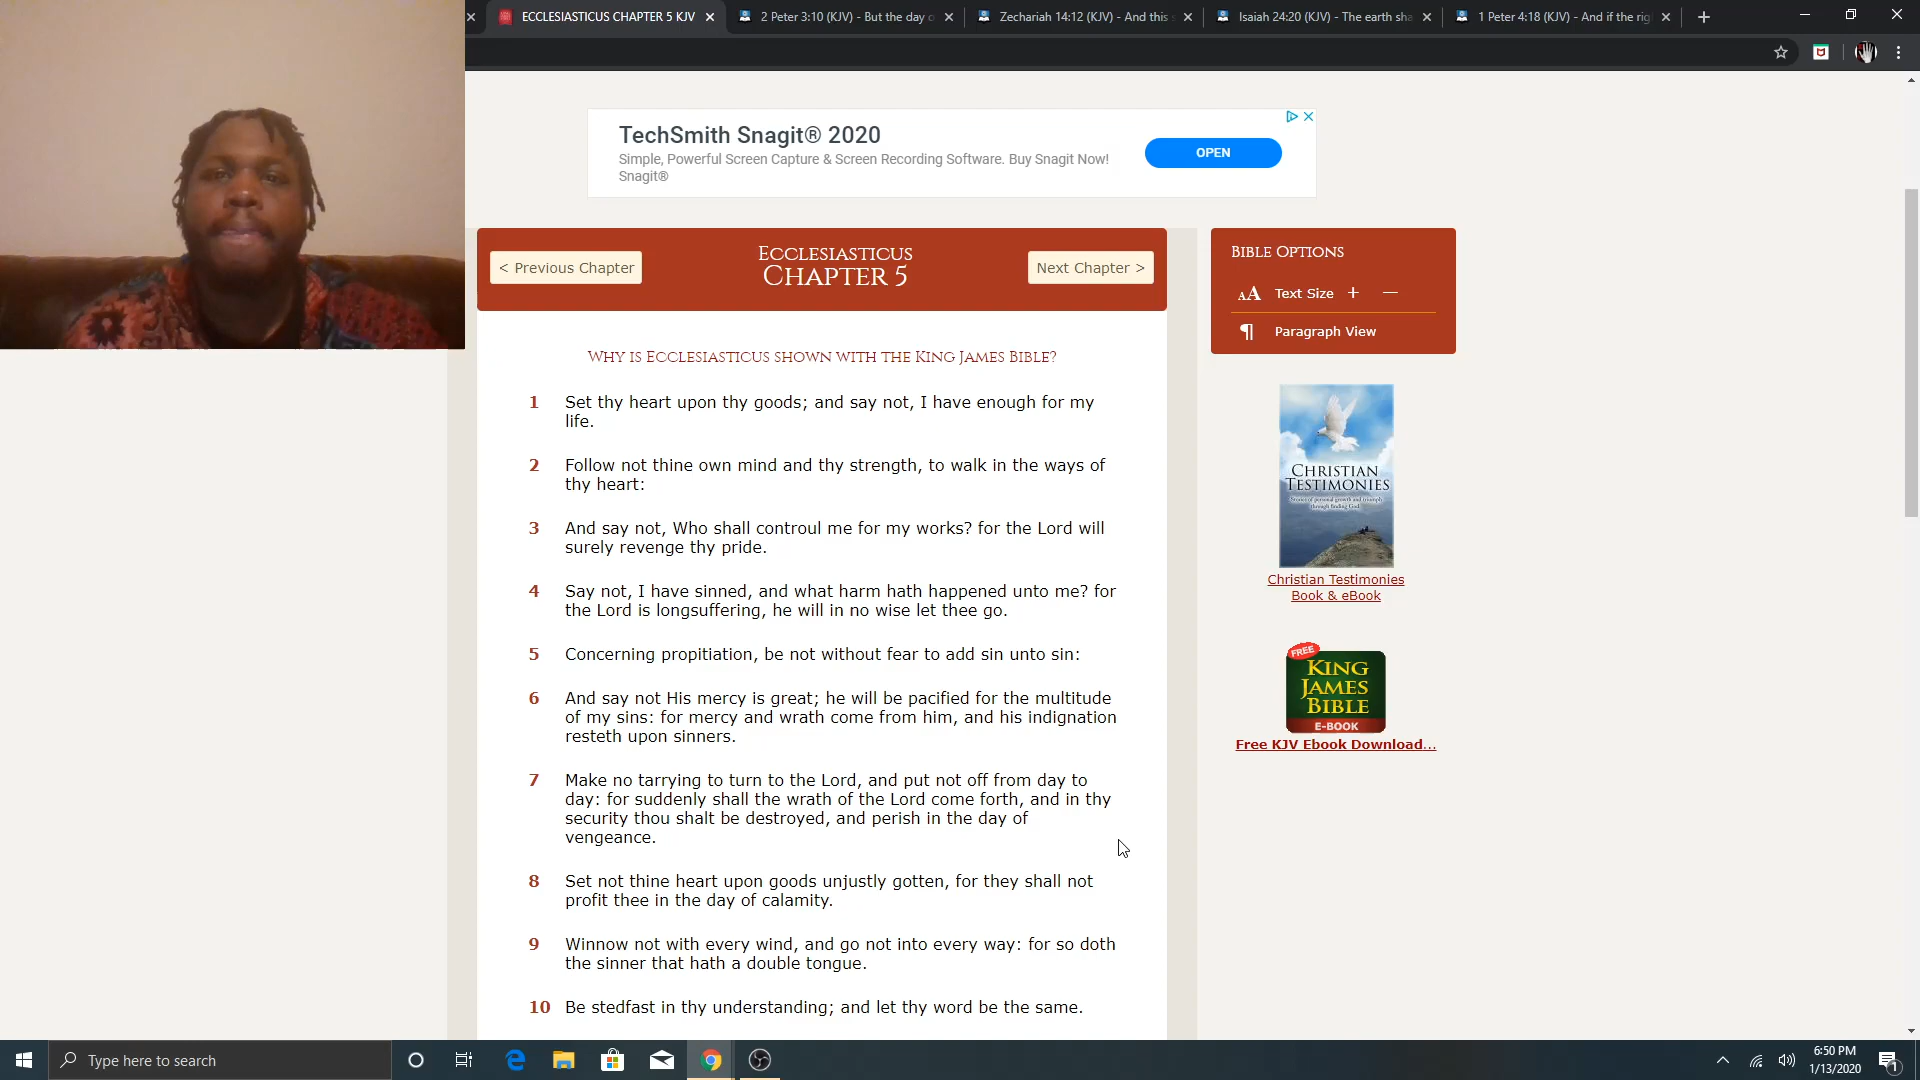 ECCLESIASTICUS CHAPTER 5 KJV
2 Peter 3:10 (KJV) - But the day o
Zechariah 14:12 (KJV) - And this s
Isaiah 24:20 (KJV) - The earth sha
1 Peter 4:18 (KJV) - And if the rig
TechSmith Snagit® 2020
Simple, Powerful Screen Capture & Screen Recording Software. Buy Snagit Now!
Snagit®
OPEN
< Previous Chapter
Ecclesiasticus
Chapter 5
Next Chapter >
Why is Ecclesiasticus shown with the King James Bible?
1 Set thy heart upon thy goods; and say not, I have enough for my
life.
2 Follow not thine own mind and thy strength, to walk in the ways of
thy heart:
3 And say not, Who shall controul me for my works? for the Lord will
surely revenge thy pride.
4 Say not, I have sinned, and what harm hath happened unto me? for
the Lord is longsuffering, he will in no wise let thee go.
5 Concerning propitiation, be not without fear to add sin unto sin:
6 And say not His mercy is great; he will be pacified for the multitude
of my sins: for mercy and wrath come from him, and his indignation
resteth upon sinners.
7 Make no tarrying to turn to the Lord, and put not off from day to
day: for suddenly shall the wrath of the Lord come forth, and in thy
security thou shalt be destroyed, and perish in the day of
vengeance.
8 Set not thine heart upon goods unjustly gotten, for they shall not
profit thee in the day of calamity.
9 Winnow not with every wind, and go not into every way: for so doth
the sinner that hath a double tongue.
10 Be stedfast in thy understanding; and let thy word be the same.
Bible Options
AA Text Size + —
¶ Paragraph View
Christian
Testimonies
Stories of personal growth and triumph
through finding God
Christian Testimonies
Book & eBook
FREE
King
James
Bible
E-BOOK
Free KJV Ebook Download...
Type here to search
6:50 PM
1/13/2020
1